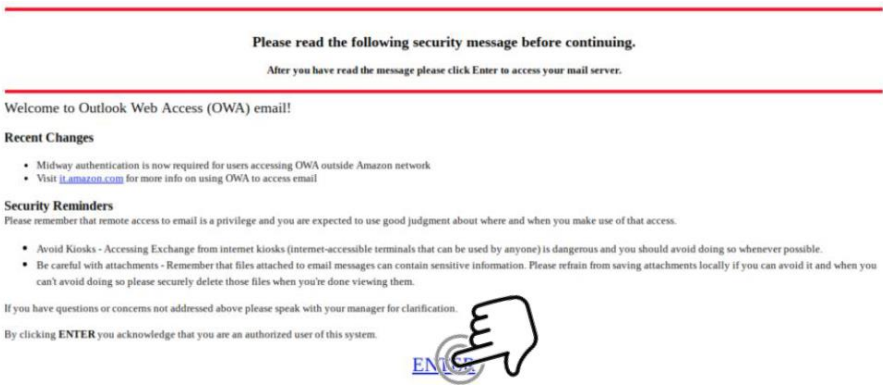 Please read the following security message before continuing.
After you have read the message please click Enter to access your mail server.
Welcome to Outlook Web Access (OWA) email!
Recent Changes
• Midway authentication is now required for users accessing OWA outside Amazon network
• Visit it.amazon.com for more info on using OWA to access email
Security Reminders
Please remember that remote access to email is a privilege and you are expected to use good judgment about where and when you make use of that access.
• Avoid Kiosks - Accessing Exchange from internet kiosks (internet-accessible terminals that can be used by anyone) is dangerous and you should avoid doing so whenever possible.
• Be careful with attachments - Remember that files attached to email messages can contain sensitive information. Please refrain from saving attachments locally if you can avoid it and when you
can't avoid doing so please securely delete those files when you're done viewing them.
If you have questions or concerns not addressed above please speak with your manager for clarification.
By clicking ENTER you acknowledge that you are an authorized user of this system.
ENTER